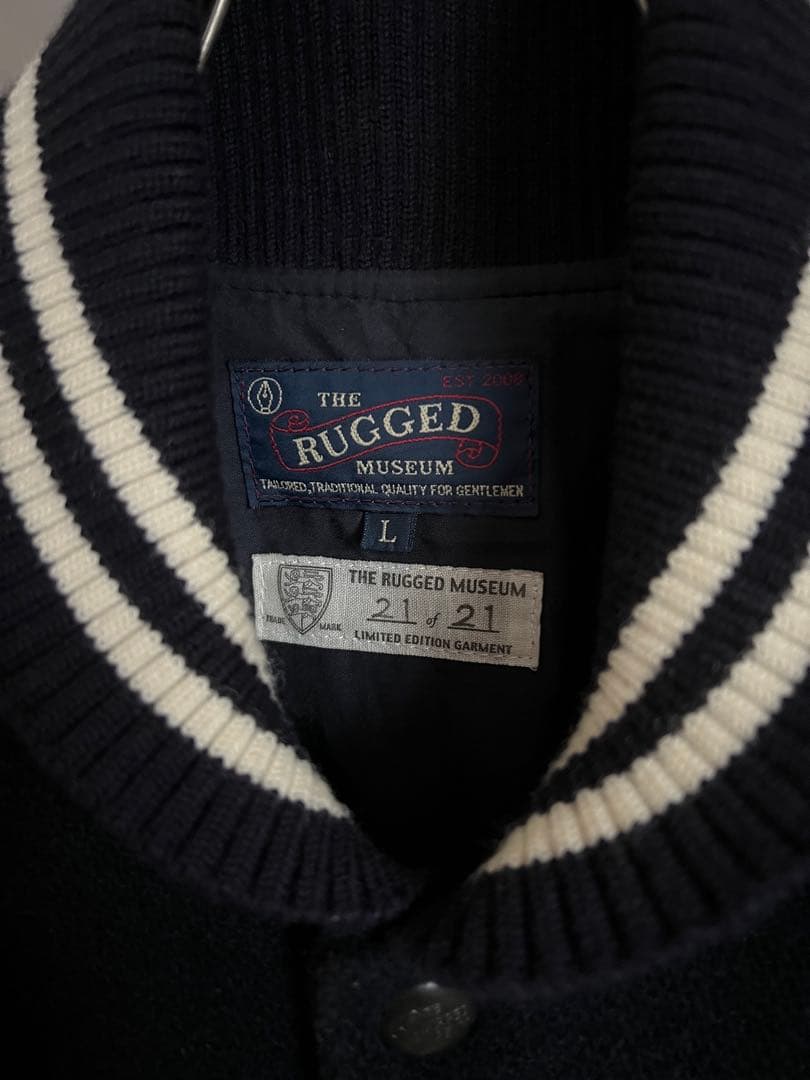 EST 2008
THE
RUGGED
MUSEUM
TAILORED, TRADITIONAL QUALITY FOR GENTLEMEN
L
THE RUGGED MUSEUM
TRADE MARK
21 of 21
LIMITED EDITION GARMENT